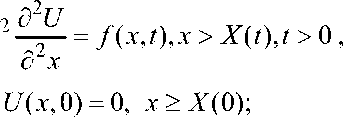 ² ∂²U/∂²x = f(x,t), x > X(t), t > 0 ,
U(x,0) = 0, x ≥ X(0);